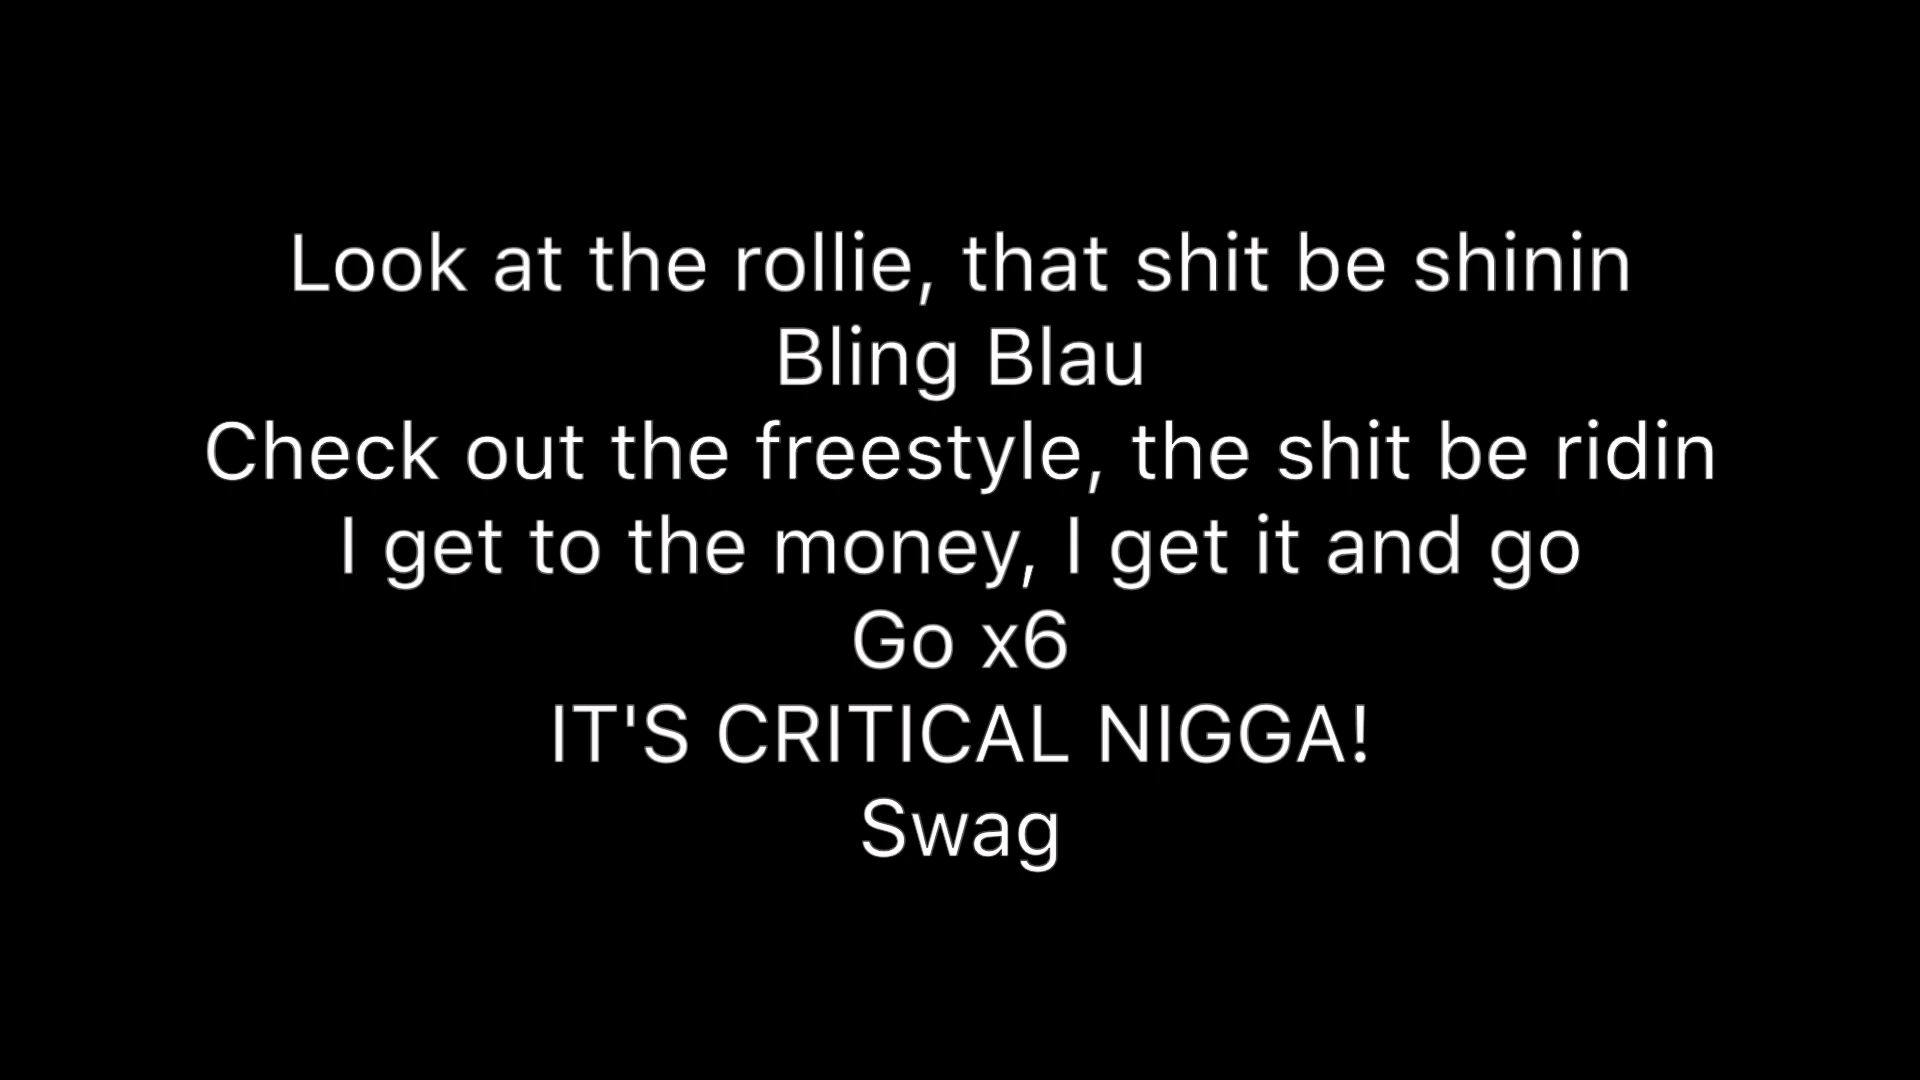 Look at the rollie, that shit be shinin
Bling Blau
Check out the freestyle, the shit be ridin
I get to the money, I get it and go
Go x6
IT'S CRITICAL NIGGA!
Swag